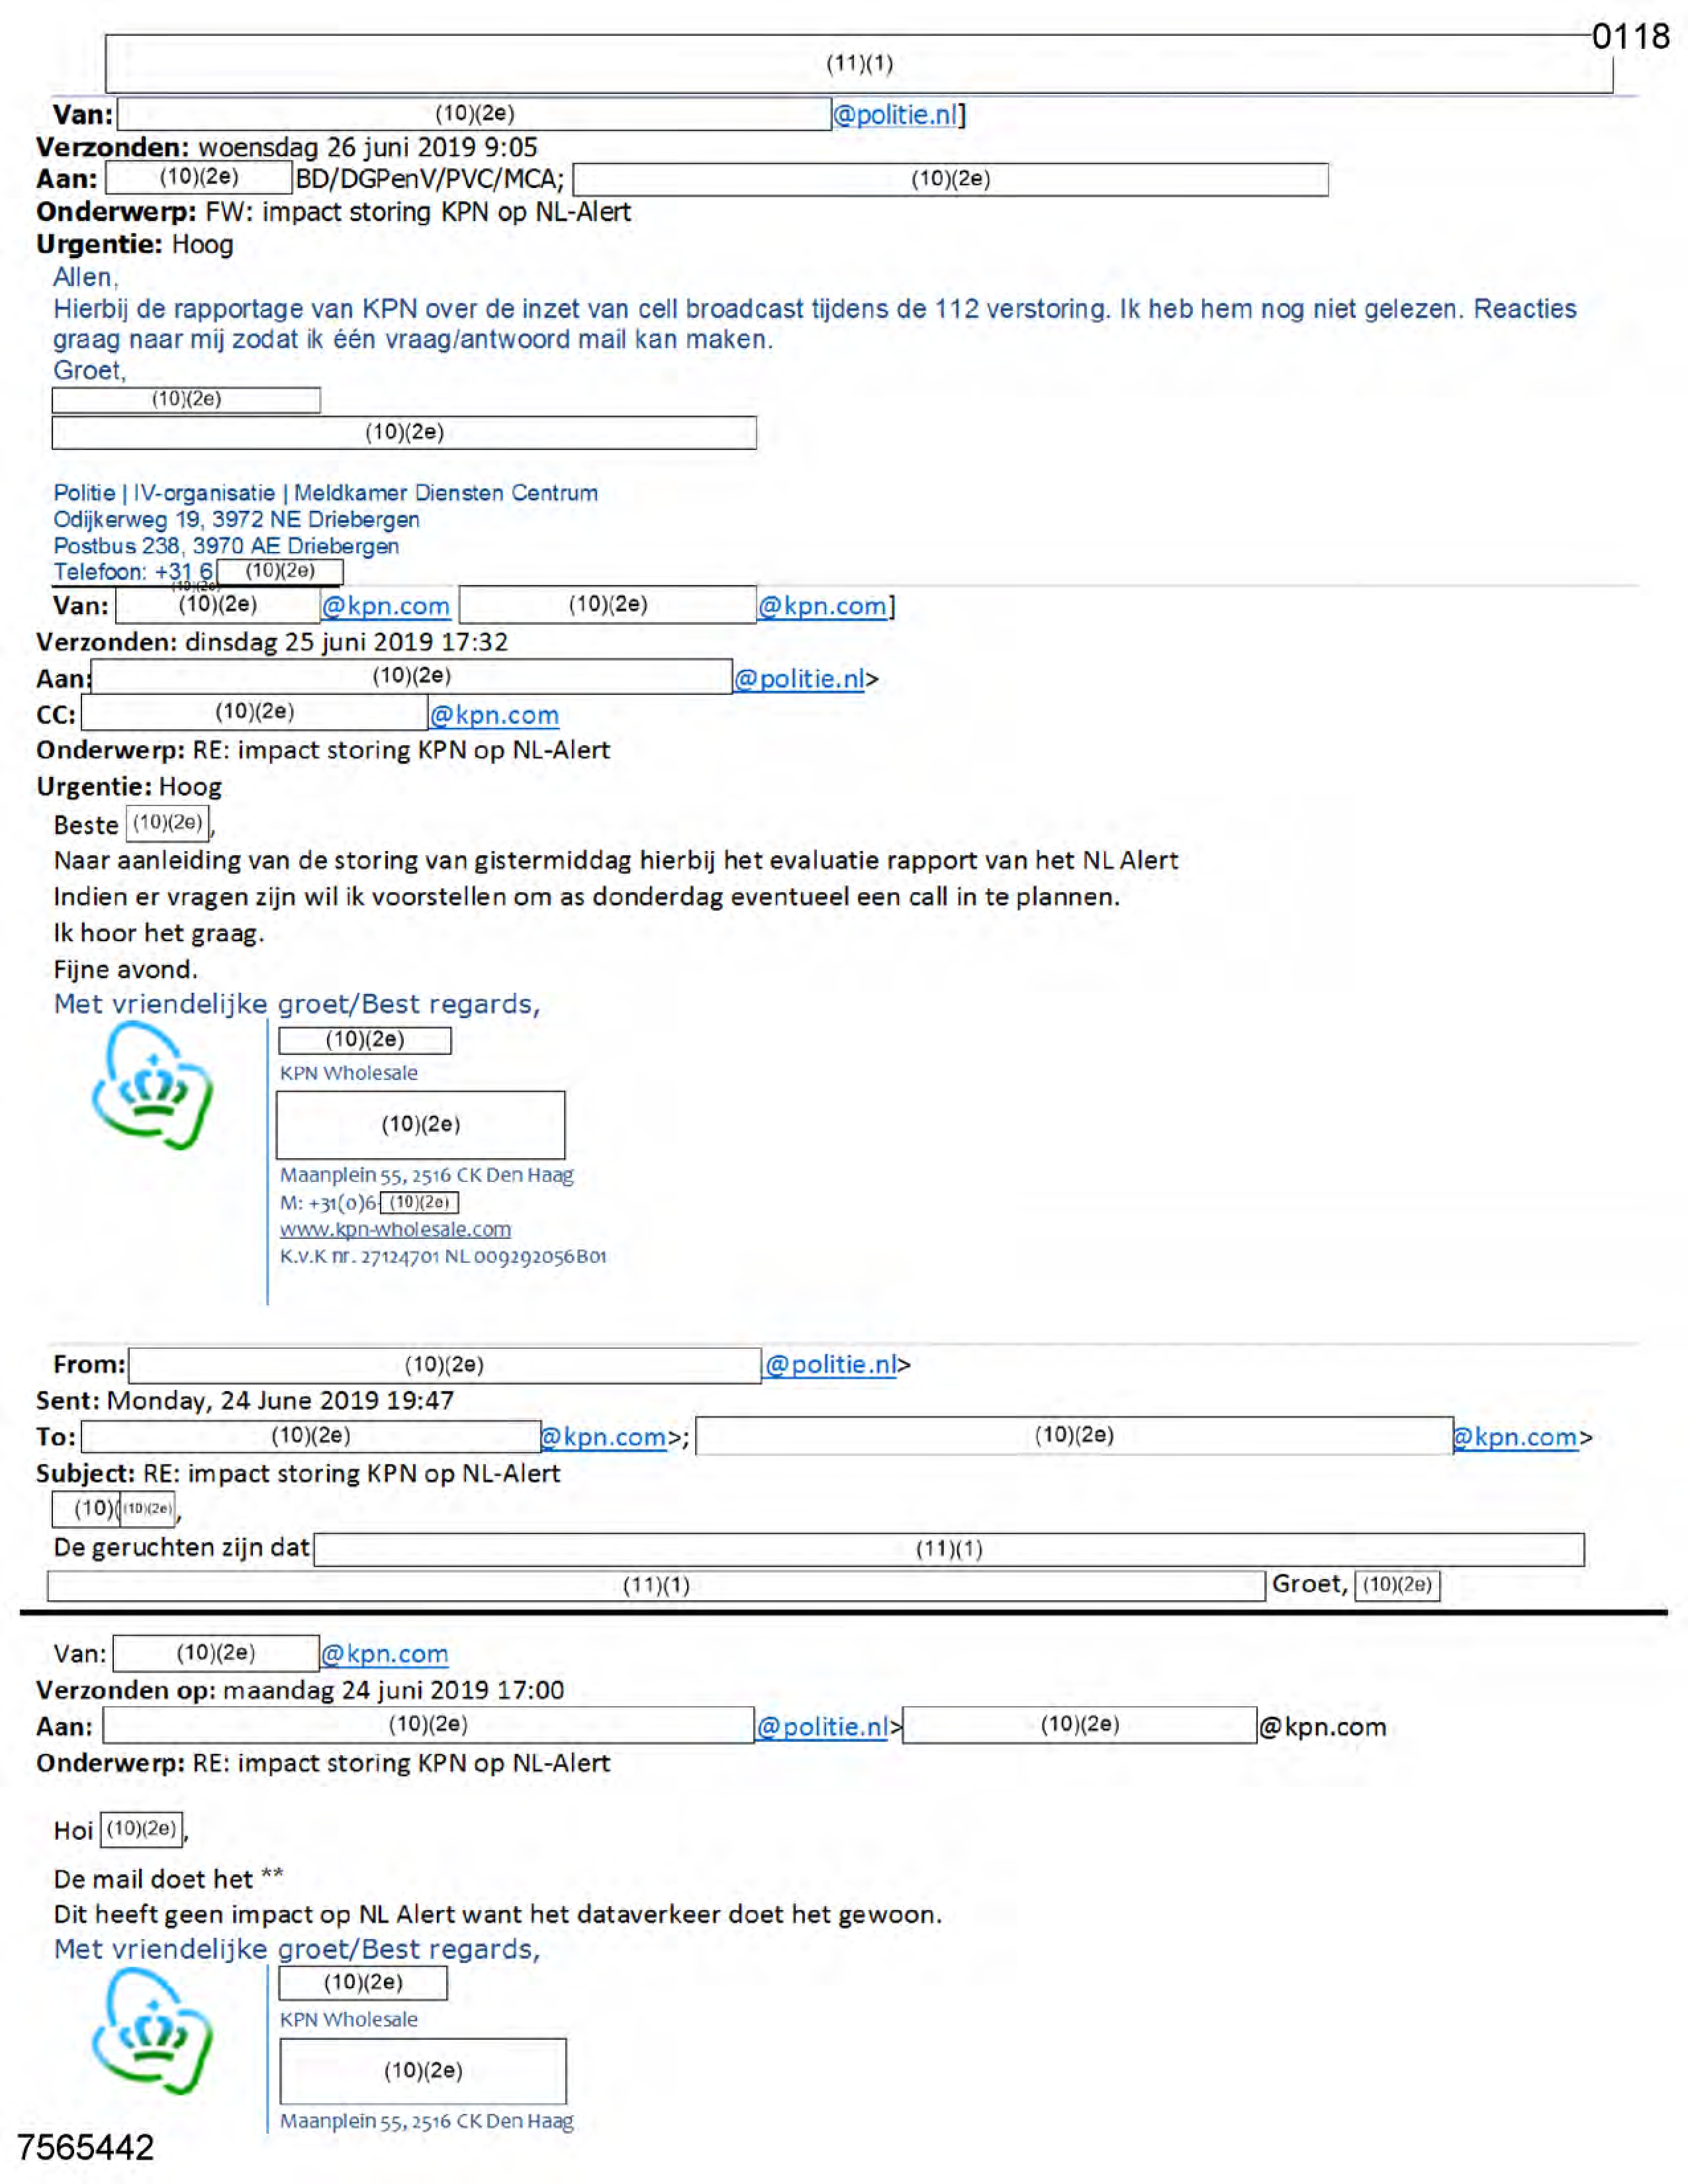 0118
(11)(1)
Van: (10)(2e) @politie.nl]
Verzonden: woensdag 26 juni 2019 9:05
Aan: (10)(2e) BD/DGPenV/PVC/MCA; (10)(2e)
Onderwerp: FW: impact storing KPN op NL-Alert
Urgentie: Hoog
Allen,
Hierbij de rapportage van KPN over de inzet van cell broadcast tijdens de 112 verstoring. Ik heb hem nog niet gelezen. Reacties
graag naar mij zodat ik één vraag/antwoord mail kan maken.
Groet,
(10)(2e)
(10)(2e)
Politie | IV-organisatie | Meldkamer Diensten Centrum
Odijkerweg 19, 3972 NE Driebergen
Postbus 238, 3970 AE Driebergen
Telefoon: +31 6 (10)(2e)
(10)(2e)
Van: (10)(2e) @kpn.com (10)(2e) @kpn.com]
Verzonden: dinsdag 25 juni 2019 17:32
Aan: (10)(2e) @politie.nl>
CC: (10)(2e) @kpn.com
Onderwerp: RE: impact storing KPN op NL-Alert
Urgentie: Hoog
Beste (10)(2e),
Naar aanleiding van de storing van gistermiddag hierbij het evaluatie rapport van het NL Alert
Indien er vragen zijn wil ik voorstellen om as donderdag eventueel een call in te plannen.
Ik hoor het graag.
Fijne avond.
Met vriendelijke groet/Best regards,
(10)(2e)
KPN Wholesale
(10)(2e)
Maanplein 55, 2516 CK Den Haag
M: +31(0)6 (10)(2e)
www.kpn-wholesale.com
K.v.K nr. 27124701 NL 009292056B01
From: (10)(2e) @politie.nl>
Sent: Monday, 24 June 2019 19:47
To: (10)(2e) @kpn.com>; (10)(2e) @kpn.com>
Subject: RE: impact storing KPN op NL-Alert
(10)( (10)(2e),
De geruchten zijn dat (11)(1)
(11)(1) Groet, (10)(2e)
Van: (10)(2e) @kpn.com
Verzonden op: maandag 24 juni 2019 17:00
Aan: (10)(2e) @politie.nl> (10)(2e) @kpn.com
Onderwerp: RE: impact storing KPN op NL-Alert
Hoi (10)(2e),
De mail doet het **
Dit heeft geen impact op NL Alert want het dataverkeer doet het gewoon.
Met vriendelijke groet/Best regards,
(10)(2e)
KPN Wholesale
(10)(2e)
Maanplein 55, 2516 CK Den Haag
7565442